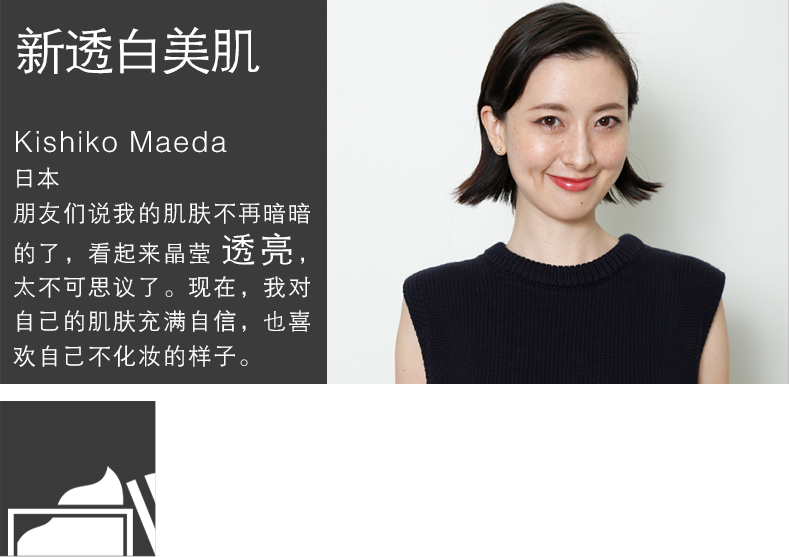 新透白美肌
Kishiko Maeda
日本
朋友们说我的肌肤不再暗暗
的了，看起来晶莹 透亮，
太不可思议了。现在，我对
自己的肌肤充满自信，也喜
欢自己不化妆的样子。